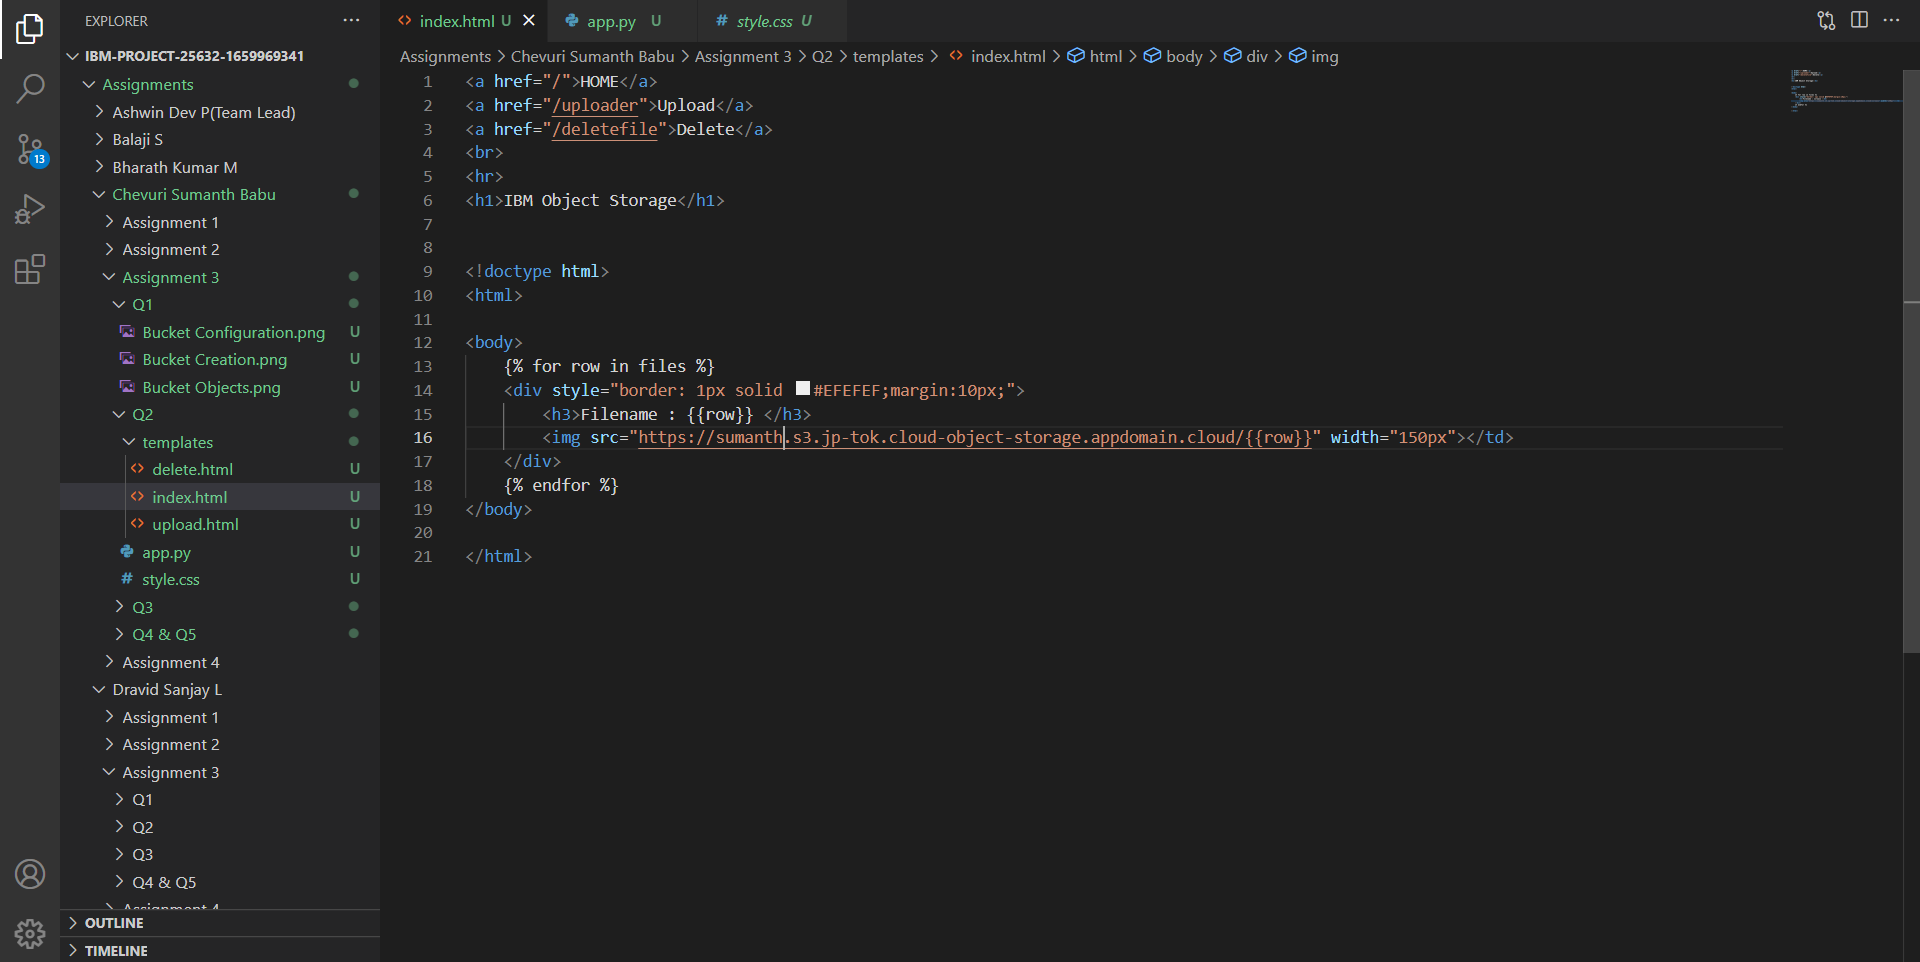 EXPLORER
IBM-PROJECT-25632-1659969341
Assignments
Ashwin Dev P(Team Lead)
Balaji S
Bharath Kumar M
Chevuri Sumanth Babu
Assignment 1
Assignment 2
Assignment 3
Q1
Bucket Configuration.png U
Bucket Creation.png U
Bucket Objects.png U
Q2
templates
delete.html U
index.html U
upload.html U
app.py U
style.css U
Q3
Q4 & Q5
Assignment 4
Dravid Sanjay L
Assignment 1
Assignment 2
Assignment 3
Q1
Q2
Q3
Q4 & Q5
Assignment 4
OUTLINE
TIMELINE
13
index.html U app.py U style.css U
Assignments > Chevuri Sumanth Babu > Assignment 3 > Q2 > templates > index.html > html > body > div > img
1 <a href="/">HOME</a>
2 <a href="/uploader">Upload</a>
3 <a href="/deletefile">Delete</a>
4 <br>
5 <hr>
6 <h1>IBM Object Storage</h1>
7
8
9 <!doctype html>
10 <html>
11
12 <body>
13 {% for row in files %}
14 <div style="border: 1px solid #EFEFEF;margin:10px;">
15 <h3>Filename : {{row}} </h3>
16 <img src="https://sumanth.s3.jp-tok.cloud-object-storage.appdomain.cloud/{{row}}" width="150px"></td>
17 </div>
18 {% endfor %}
19 </body>
20
21 </html>